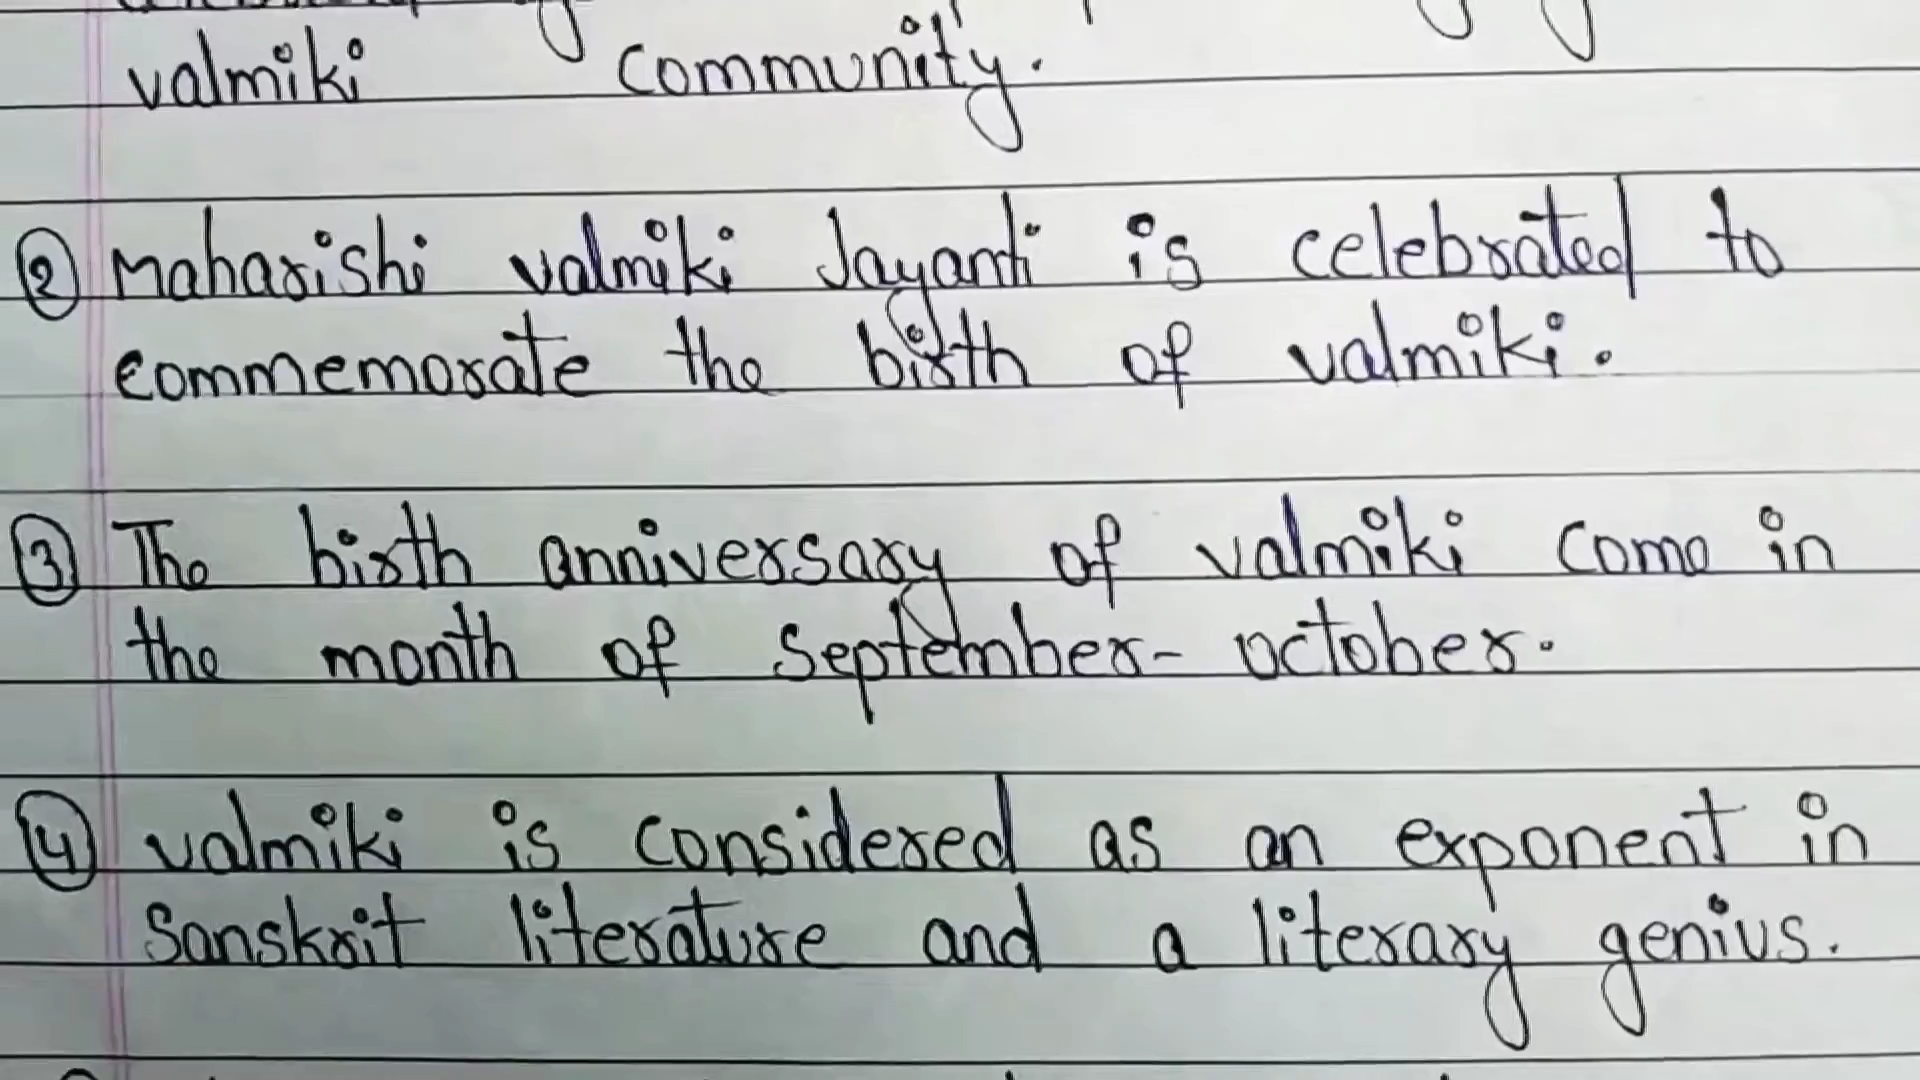 valmiki community.
② Maharishi valmiki Jayanti is celebrated to
commemorate the birth of valmiki.
③ The birth anniversary of valmiki come in
the month of September- october.
④ valmiki is considered as an exponent in
Sanskrit literature and a literary genius.